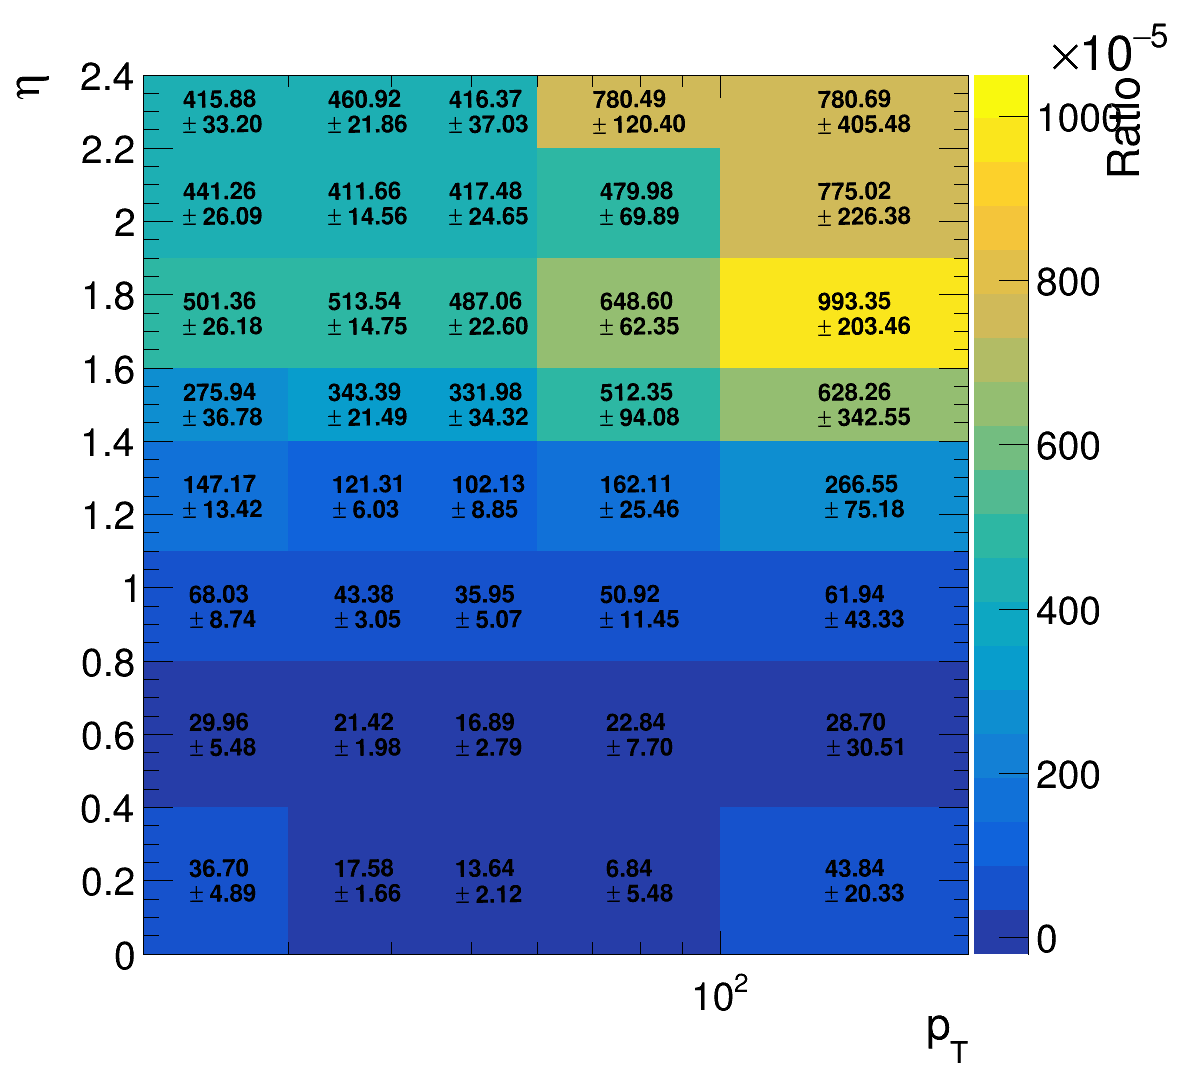 ×10−5
η
Ratio
2.4
415.88 460.92 416.37 780.49 780.69
± 33.20 ± 21.86 ± 37.03 ± 120.40 ± 405.48
1000
2.2
441.26 411.66 417.48 479.98 775.02
± 26.09 ± 14.56 ± 24.65 ± 69.89 ± 226.38
2
1.8
800
501.36 513.54 487.06 648.60 993.35
± 26.18 ± 14.75 ± 22.60 ± 62.35 ± 203.46
1.6
275.94 343.39 331.98 512.35 628.26
± 36.78 ± 21.49 ± 34.32 ± 94.08 ± 342.55
1.4
600
147.17 121.31 102.13 162.11 266.55
± 13.42 ± 6.03 ± 8.85 ± 25.46 ± 75.18
1.2
1
68.03 43.38 35.95 50.92 61.94
± 8.74 ± 3.05 ± 5.07 ± 11.45 ± 43.33
400
0.8
29.96 21.42 16.89 22.84 28.70
± 5.48 ± 1.98 ± 2.79 ± 7.70 ± 30.51
0.6
200
0.4
36.70 17.58 13.64 6.84 43.84
± 4.89 ± 1.66 ± 2.12 ± 5.48 ± 20.33
0.2
0
0
10²
pT